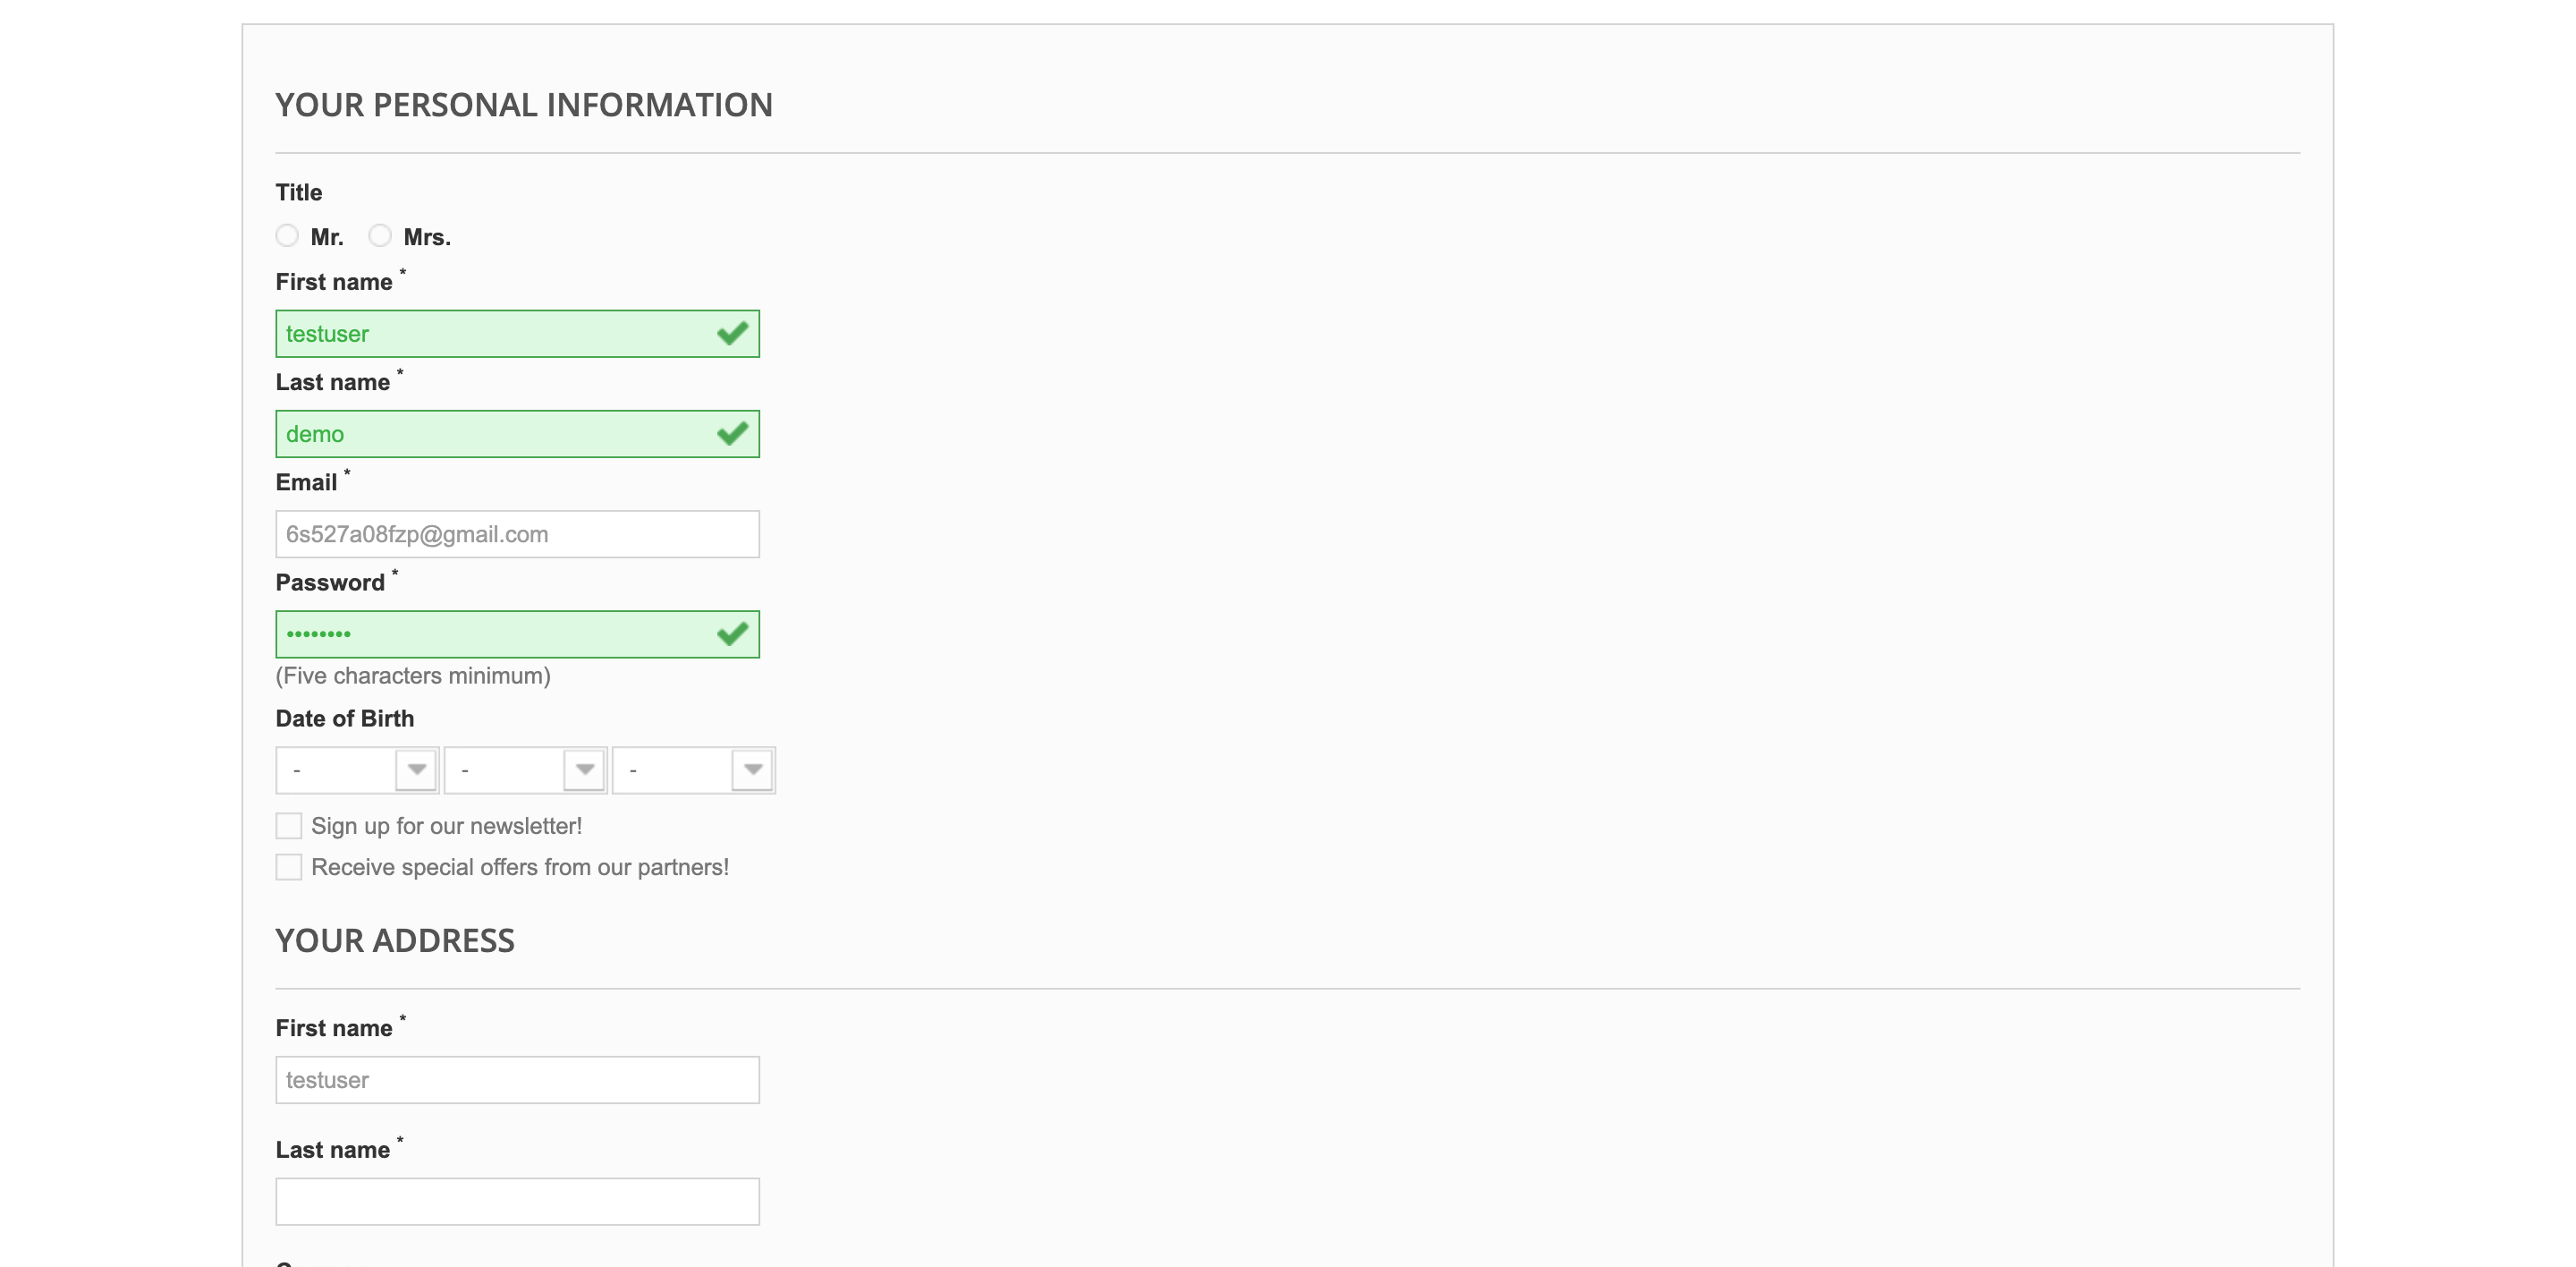 YOUR PERSONAL INFORMATION
Title
Mr. Mrs.
First name *
testuser
Last name *
demo
Email *
6s527a08fzp@gmail.com
Password *
••••••••
(Five characters minimum)
Date of Birth
- - -
Sign up for our newsletter!
Receive special offers from our partners!
YOUR ADDRESS
First name *
testuser
Last name *